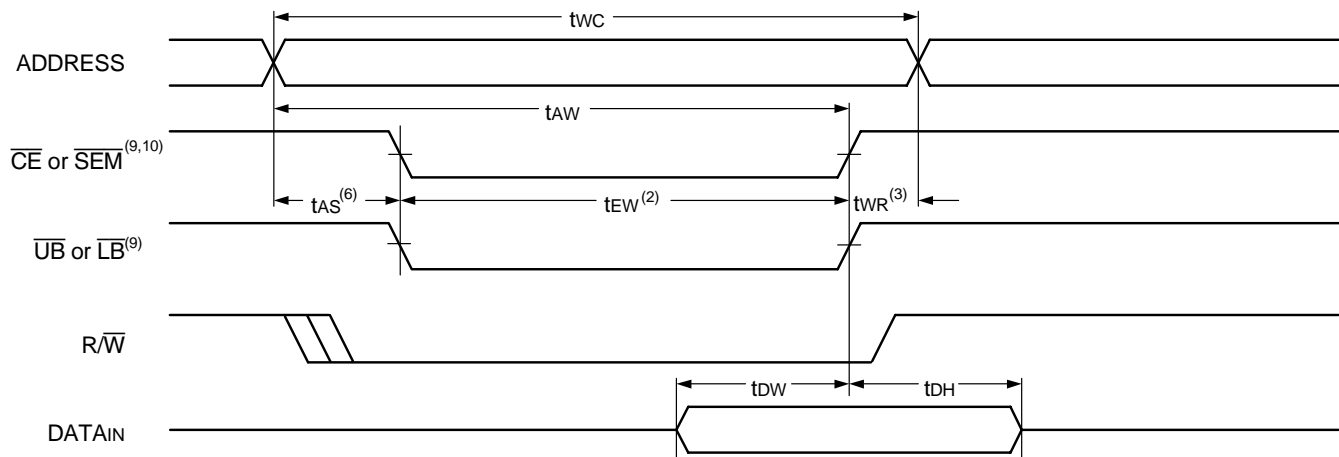 tWC
ADDRESS
tAW
CE or SEM(9,10)
tAS(6) tEW(2) tWR(3)
UB or LB(9)
R/W
tDW tDH
DATAIN